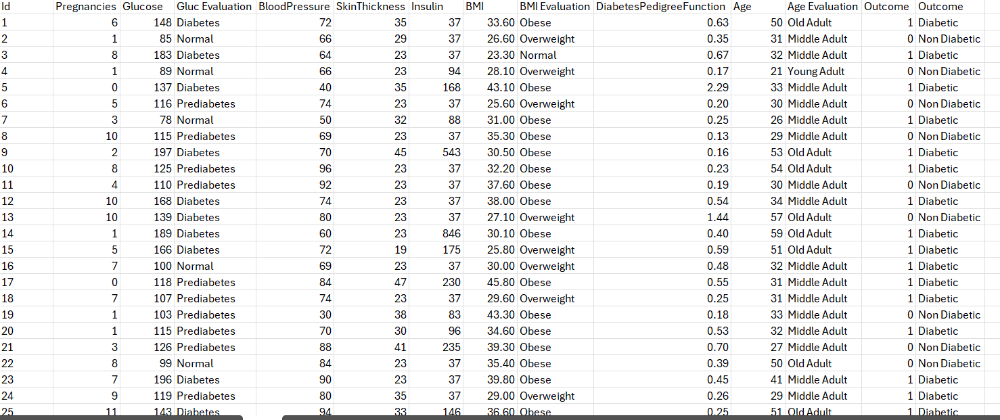 Id Pregnancies Glucose Gluc Evaluation BloodPressure SkinThickness Insulin BMI BMI Evaluation DiabetesPedigreeFunction Age Age Evaluation Outcome Outcome
1 6 148 Diabetes 72 35 37 33.60 Obese 0.63 50 Old Adult 1 Diabetic
2 1 85 Normal 66 29 37 26.60 Overweight 0.35 31 Middle Adult 0 Non Diabetic
3 8 183 Diabetes 64 23 37 23.30 Normal 0.67 32 Middle Adult 1 Diabetic
4 1 89 Normal 66 23 94 28.10 Overweight 0.17 21 Young Adult 0 Non Diabetic
5 0 137 Diabetes 40 35 168 43.10 Obese 2.29 33 Middle Adult 1 Diabetic
6 5 116 Prediabetes 74 23 37 25.60 Overweight 0.20 30 Middle Adult 0 Non Diabetic
7 3 78 Normal 50 32 88 31.00 Obese 0.25 26 Middle Adult 1 Diabetic
8 10 115 Prediabetes 69 23 37 35.30 Obese 0.13 29 Middle Adult 0 Non Diabetic
9 2 197 Diabetes 70 45 543 30.50 Obese 0.16 53 Old Adult 1 Diabetic
10 8 125 Prediabetes 96 23 37 32.20 Obese 0.23 54 Old Adult 1 Diabetic
11 4 110 Prediabetes 92 23 37 37.60 Obese 0.19 30 Middle Adult 0 Non Diabetic
12 10 168 Diabetes 74 23 37 38.00 Obese 0.54 34 Middle Adult 1 Diabetic
13 10 139 Diabetes 80 23 37 27.10 Overweight 1.44 57 Old Adult 0 Non Diabetic
14 1 189 Diabetes 60 23 846 30.10 Obese 0.40 59 Old Adult 1 Diabetic
15 5 166 Diabetes 72 19 175 25.80 Overweight 0.59 51 Old Adult 1 Diabetic
16 7 100 Normal 69 23 37 30.00 Overweight 0.48 32 Middle Adult 1 Diabetic
17 0 118 Prediabetes 84 47 230 45.80 Obese 0.55 31 Middle Adult 1 Diabetic
18 7 107 Prediabetes 74 23 37 29.60 Overweight 0.25 31 Middle Adult 1 Diabetic
19 1 103 Prediabetes 30 38 83 43.30 Obese 0.18 33 Middle Adult 0 Non Diabetic
20 1 115 Prediabetes 70 30 96 34.60 Obese 0.53 32 Middle Adult 1 Diabetic
21 3 126 Prediabetes 88 41 235 39.30 Obese 0.70 27 Middle Adult 0 Non Diabetic
22 8 99 Normal 84 23 37 35.40 Obese 0.39 50 Old Adult 0 Non Diabetic
23 7 196 Diabetes 90 23 37 39.80 Obese 0.45 41 Middle Adult 1 Diabetic
24 9 119 Prediabetes 80 35 37 29.00 Overweight 0.26 29 Middle Adult 1 Diabetic
25 11 143 Diabetes 94 33 146 36.60 Obese 0.25 51 Old Adult 1 Diabetic